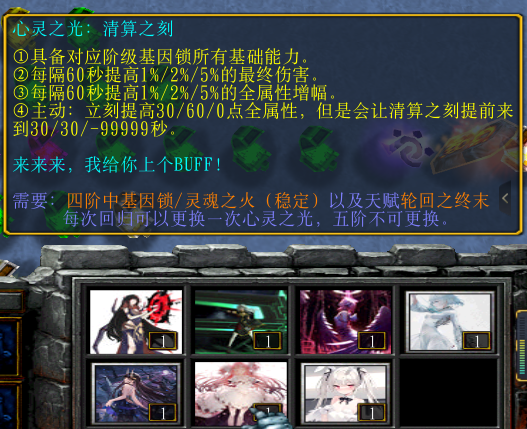 心灵之光：清算之刻
①具备对应阶级基因锁所有基础能力。
②每隔60秒提高1%/2%/5%的最终伤害。
③每隔60秒提高1%/2%/5%的全属性增幅。
④主动：立刻提高30/60/0点全属性，但是会让清算之刻提前来
到30/30/-99999秒。
来来来，我给你上个BUFF！
需要：四阶中基因锁/灵魂之火（稳定）以及天赋轮回之终末
每次回归可以更换一次心灵之光，五阶不可更换。
1 1 1 1
1 1 1